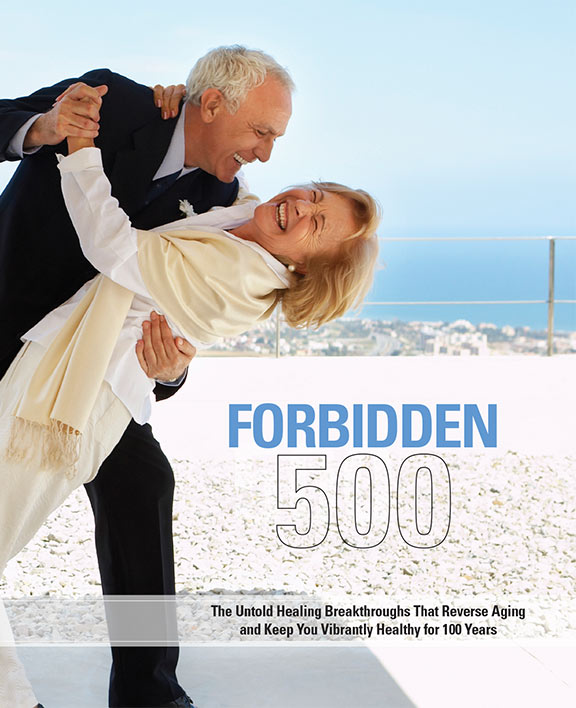 FORBIDDEN
500
The Untold Healing Breakthroughs That Reverse Aging
and Keep You Vibrantly Healthy for 100 Years